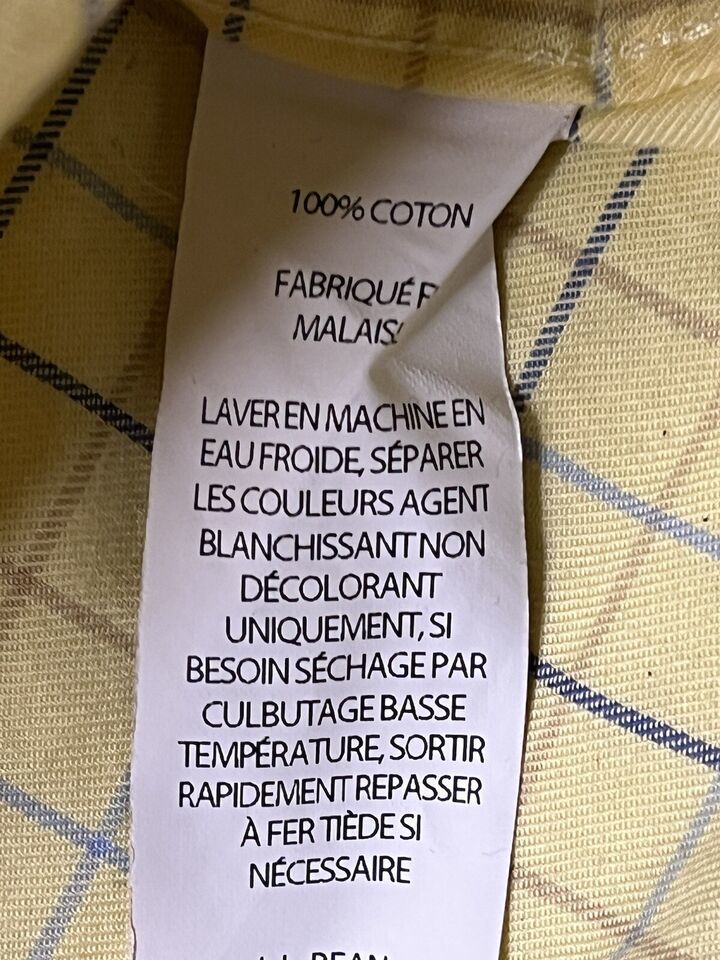 100% COTON
FABRIQUÉ
LAVER EN MACHINE EN
EAU FROIDE, SÉPARER
LES COULEURS AGENT
BLANCHISSANT NON
DÉCOLORANT
UNIQUEMENT, SI
BESOIN SÉCHAGE PAR
CULBUTAGE BASSE
TEMPÉRATURE, SORTIR
RAPIDEMENT REPASSER
À FER TIÈDE SI
NÉCESSAIRE